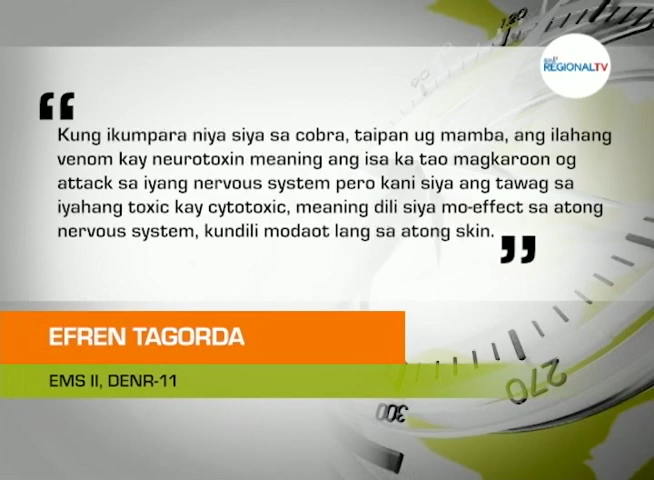 REGIONALTV
“
Kung ikumpara niya siya sa cobra, taipan ug mamba, ang ilahang
venom kay neurotoxin meaning ang isa ka tao magkaroon og
attack sa iyang nervous system pero kani siya ang tawag sa
iyahang toxic kay cytotoxic, meaning dili siya mo-effect sa atong
nervous system, kundili modaot lang sa atong skin.
”
EFREN TAGORDA
EMS II, DENR-11
120
90
270
300